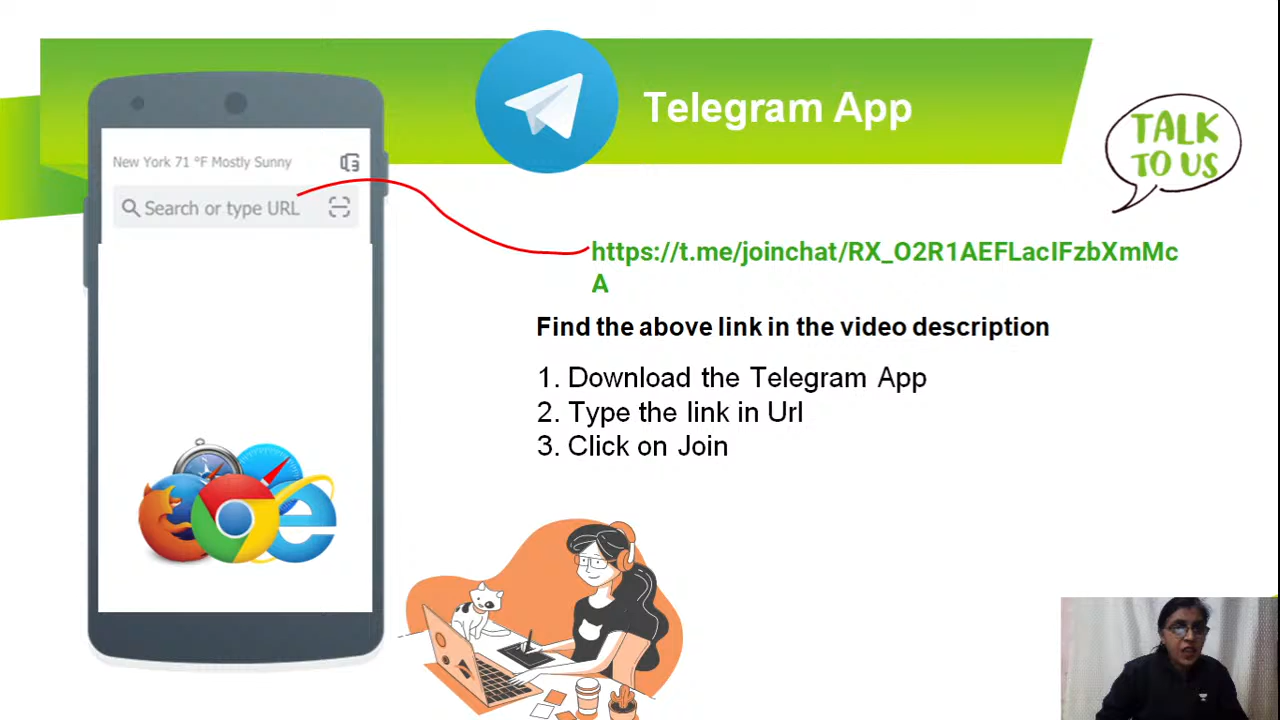 Telegram App
TALK
TO US
New York 71 °F Mostly Sunny
Search or type URL
https://t.me/joinchat/RX_O2R1AEFLacIFzbXmMc
A
Find the above link in the video description
1. Download the Telegram App
2. Type the link in Url
3. Click on Join